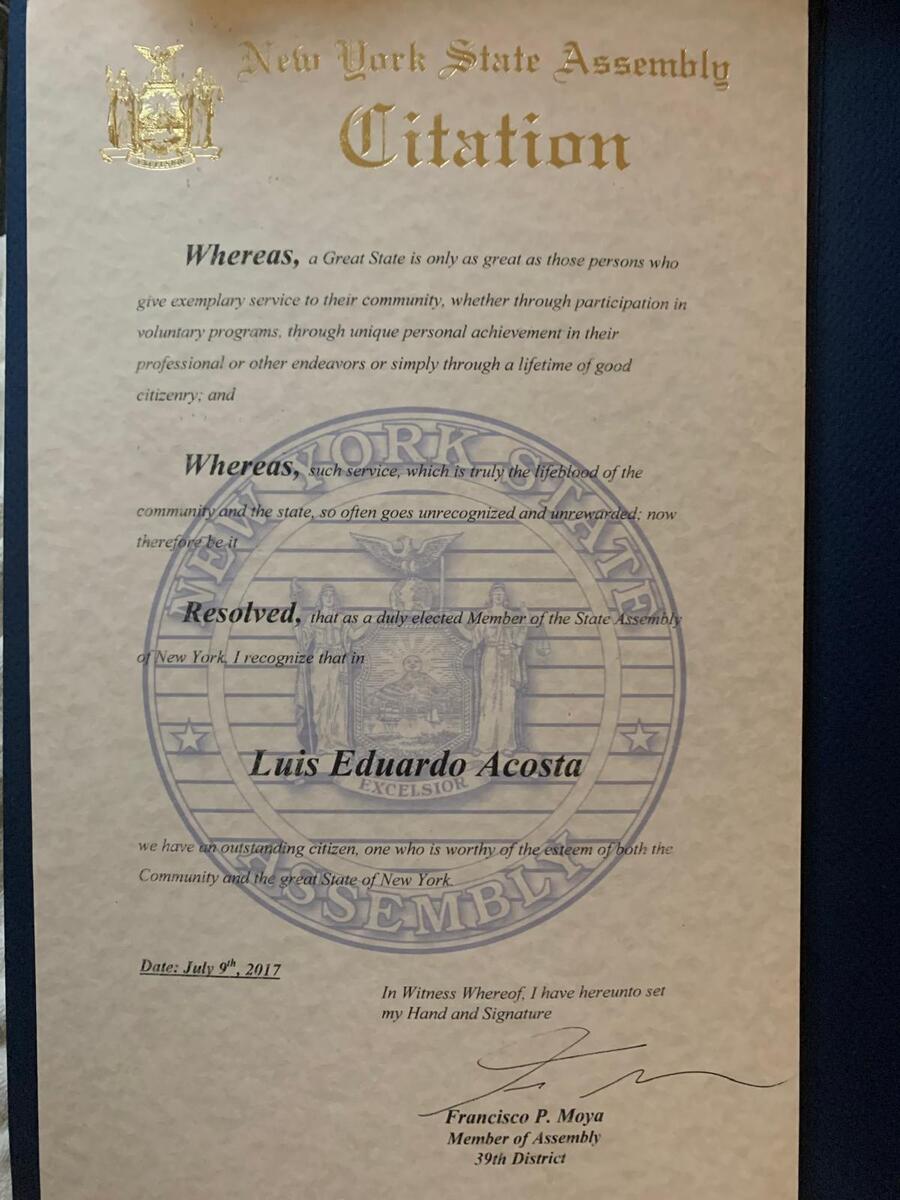 New York State Assembly
Citation
EXCELSIOR
Whereas, a Great State is only as great as those persons who
give exemplary service to their community, whether through participation in
voluntary programs, through unique personal achievement in their
professional or other endeavors or simply through a lifetime of good
citizenry; and
Whereas, such service, which is truly the lifeblood of the
community and the state, so often goes unrecognized and unrewarded; now
therefore be it
Resolved, that as a duly elected Member of the State Assembly
of New York, I recognize that in
Luis Eduardo Acosta
we have an outstanding citizen, one who is worthy of the esteem of both the
Community and the great State of New York.
NEW YORK STATE
EXCELSIOR
ASSEMBLY
Date: July 9th, 2017
In Witness Whereof, I have hereunto set
my Hand and Signature
Francisco P. Moya
Member of Assembly
39th District